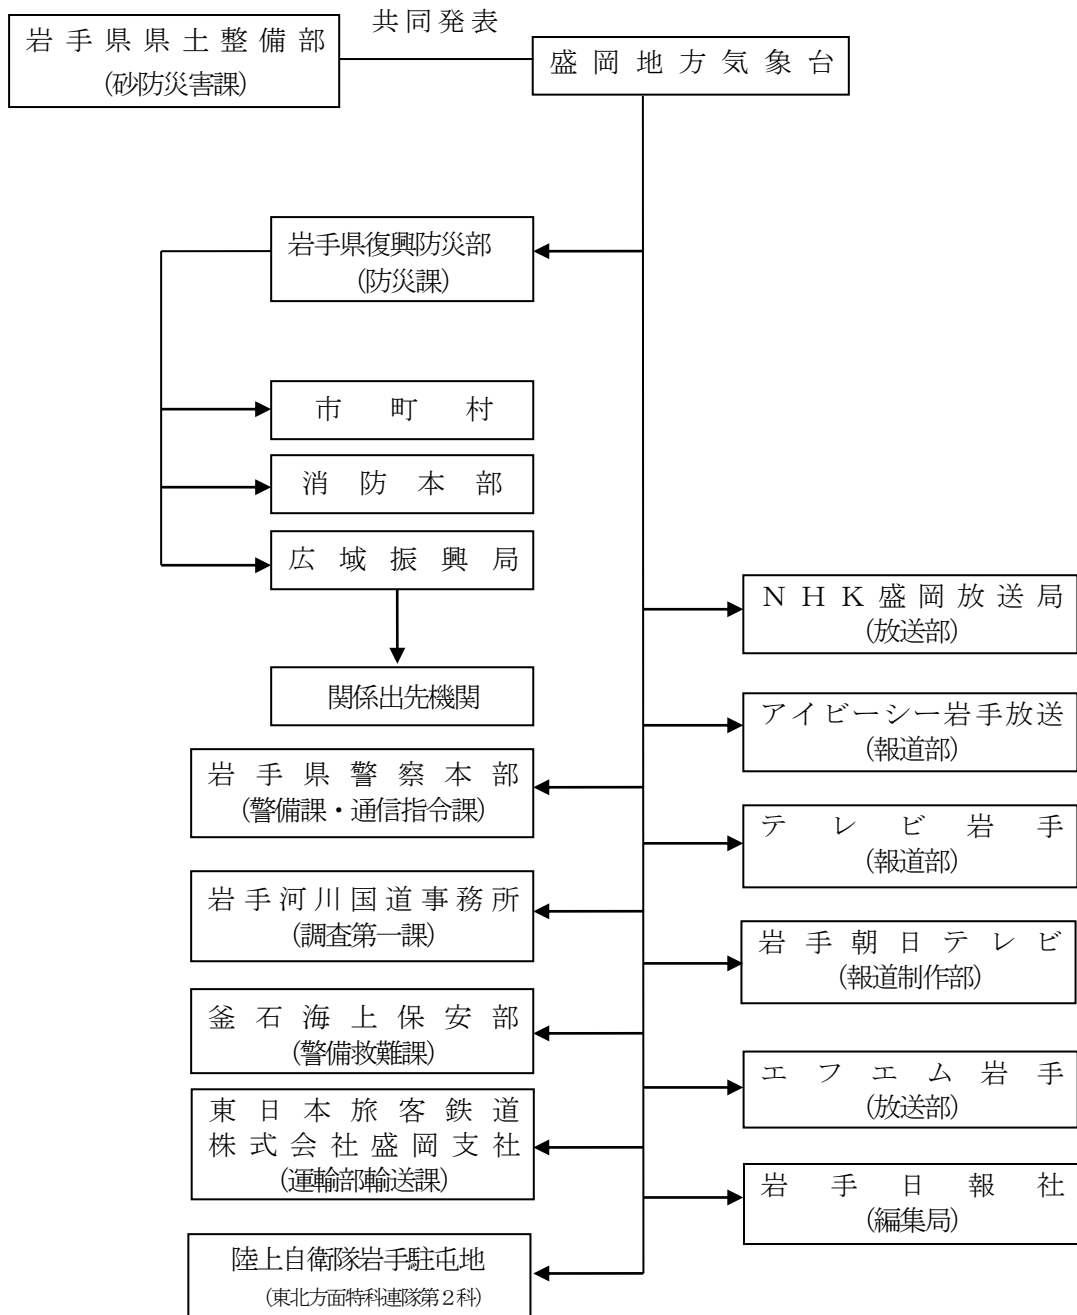 共同発表
岩手県県土整備部
(砂防災害課)
盛岡地方気象台
岩手県復興防災部
(防災課)
市町村
消防本部
広域振興局
関係出先機関
岩手県警察本部
(警備課・通信指令課)
岩手河川国道事務所
(調査第一課)
釜石海上保安部
(警備救難課)
東日本旅客鉄道
株式会社盛岡支社
(運輸部輸送課)
陸上自衛隊岩手駐屯地
(東北方面特科連隊第2科)
NHK盛岡放送局
(放送部)
アイビーシー岩手放送
(報道部)
テレビ岩手
(報道部)
岩手朝日テレビ
(報道制作部)
エフエム岩手
(放送部)
岩手日報社
(編集局)